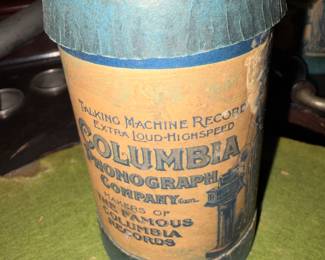 TALKING MACHINE RECORD
EXTRA LOUD-HIGHSPEED
COLUMBIA
PHONOGRAPH
COMPANY Gen.
MAKERS OF
THE FAMOUS
COLUMBIA
RECORDS